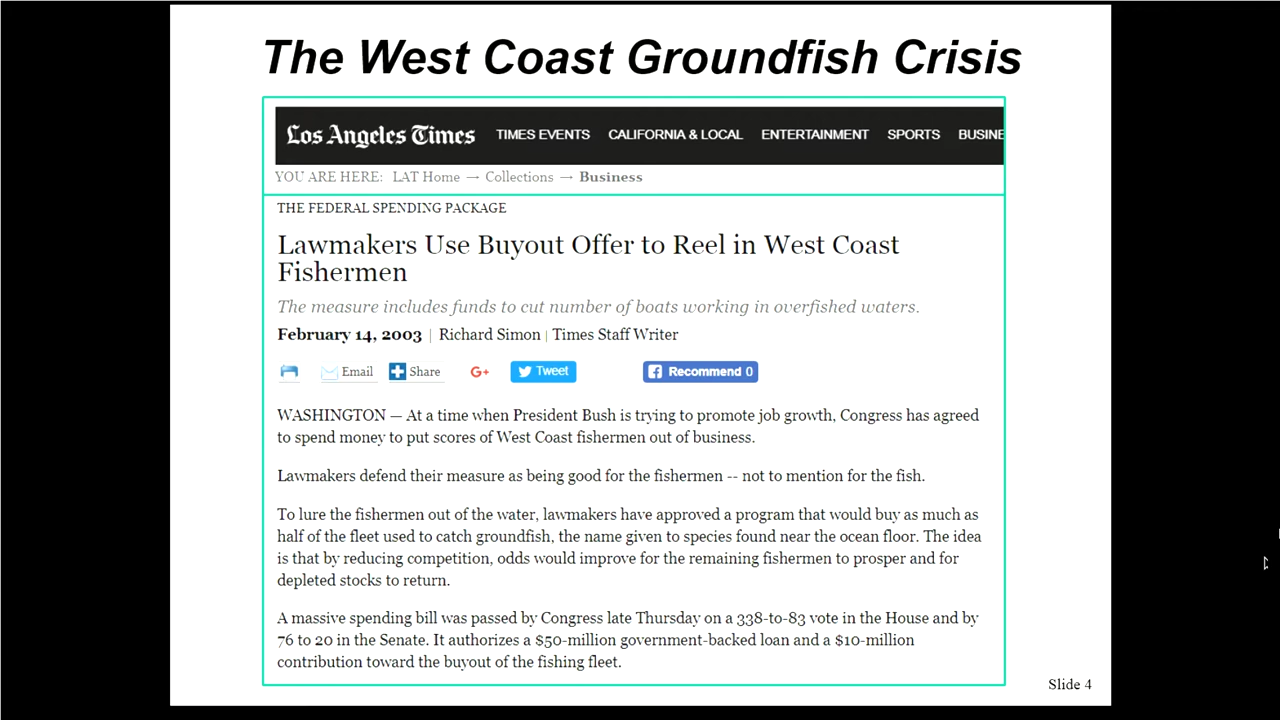 The West Coast Groundfish Crisis
Los Angeles Times TIMES EVENTS CALIFORNIA & LOCAL ENTERTAINMENT SPORTS BUSINE
YOU ARE HERE: LAT Home → Collections → Business
THE FEDERAL SPENDING PACKAGE
Lawmakers Use Buyout Offer to Reel in West Coast
Fishermen
The measure includes funds to cut number of boats working in overfished waters.
February 14, 2003 | Richard Simon | Times Staff Writer
Email Share G+ Tweet Recommend 0
WASHINGTON — At a time when President Bush is trying to promote job growth, Congress has agreed
to spend money to put scores of West Coast fishermen out of business.
Lawmakers defend their measure as being good for the fishermen -- not to mention for the fish.
To lure the fishermen out of the water, lawmakers have approved a program that would buy as much as
half of the fleet used to catch groundfish, the name given to species found near the ocean floor. The idea
is that by reducing competition, odds would improve for the remaining fishermen to prosper and for
depleted stocks to return.
A massive spending bill was passed by Congress late Thursday on a 338-to-83 vote in the House and by
76 to 20 in the Senate. It authorizes a $50-million government-backed loan and a $10-million
contribution toward the buyout of the fishing fleet.
Slide 4